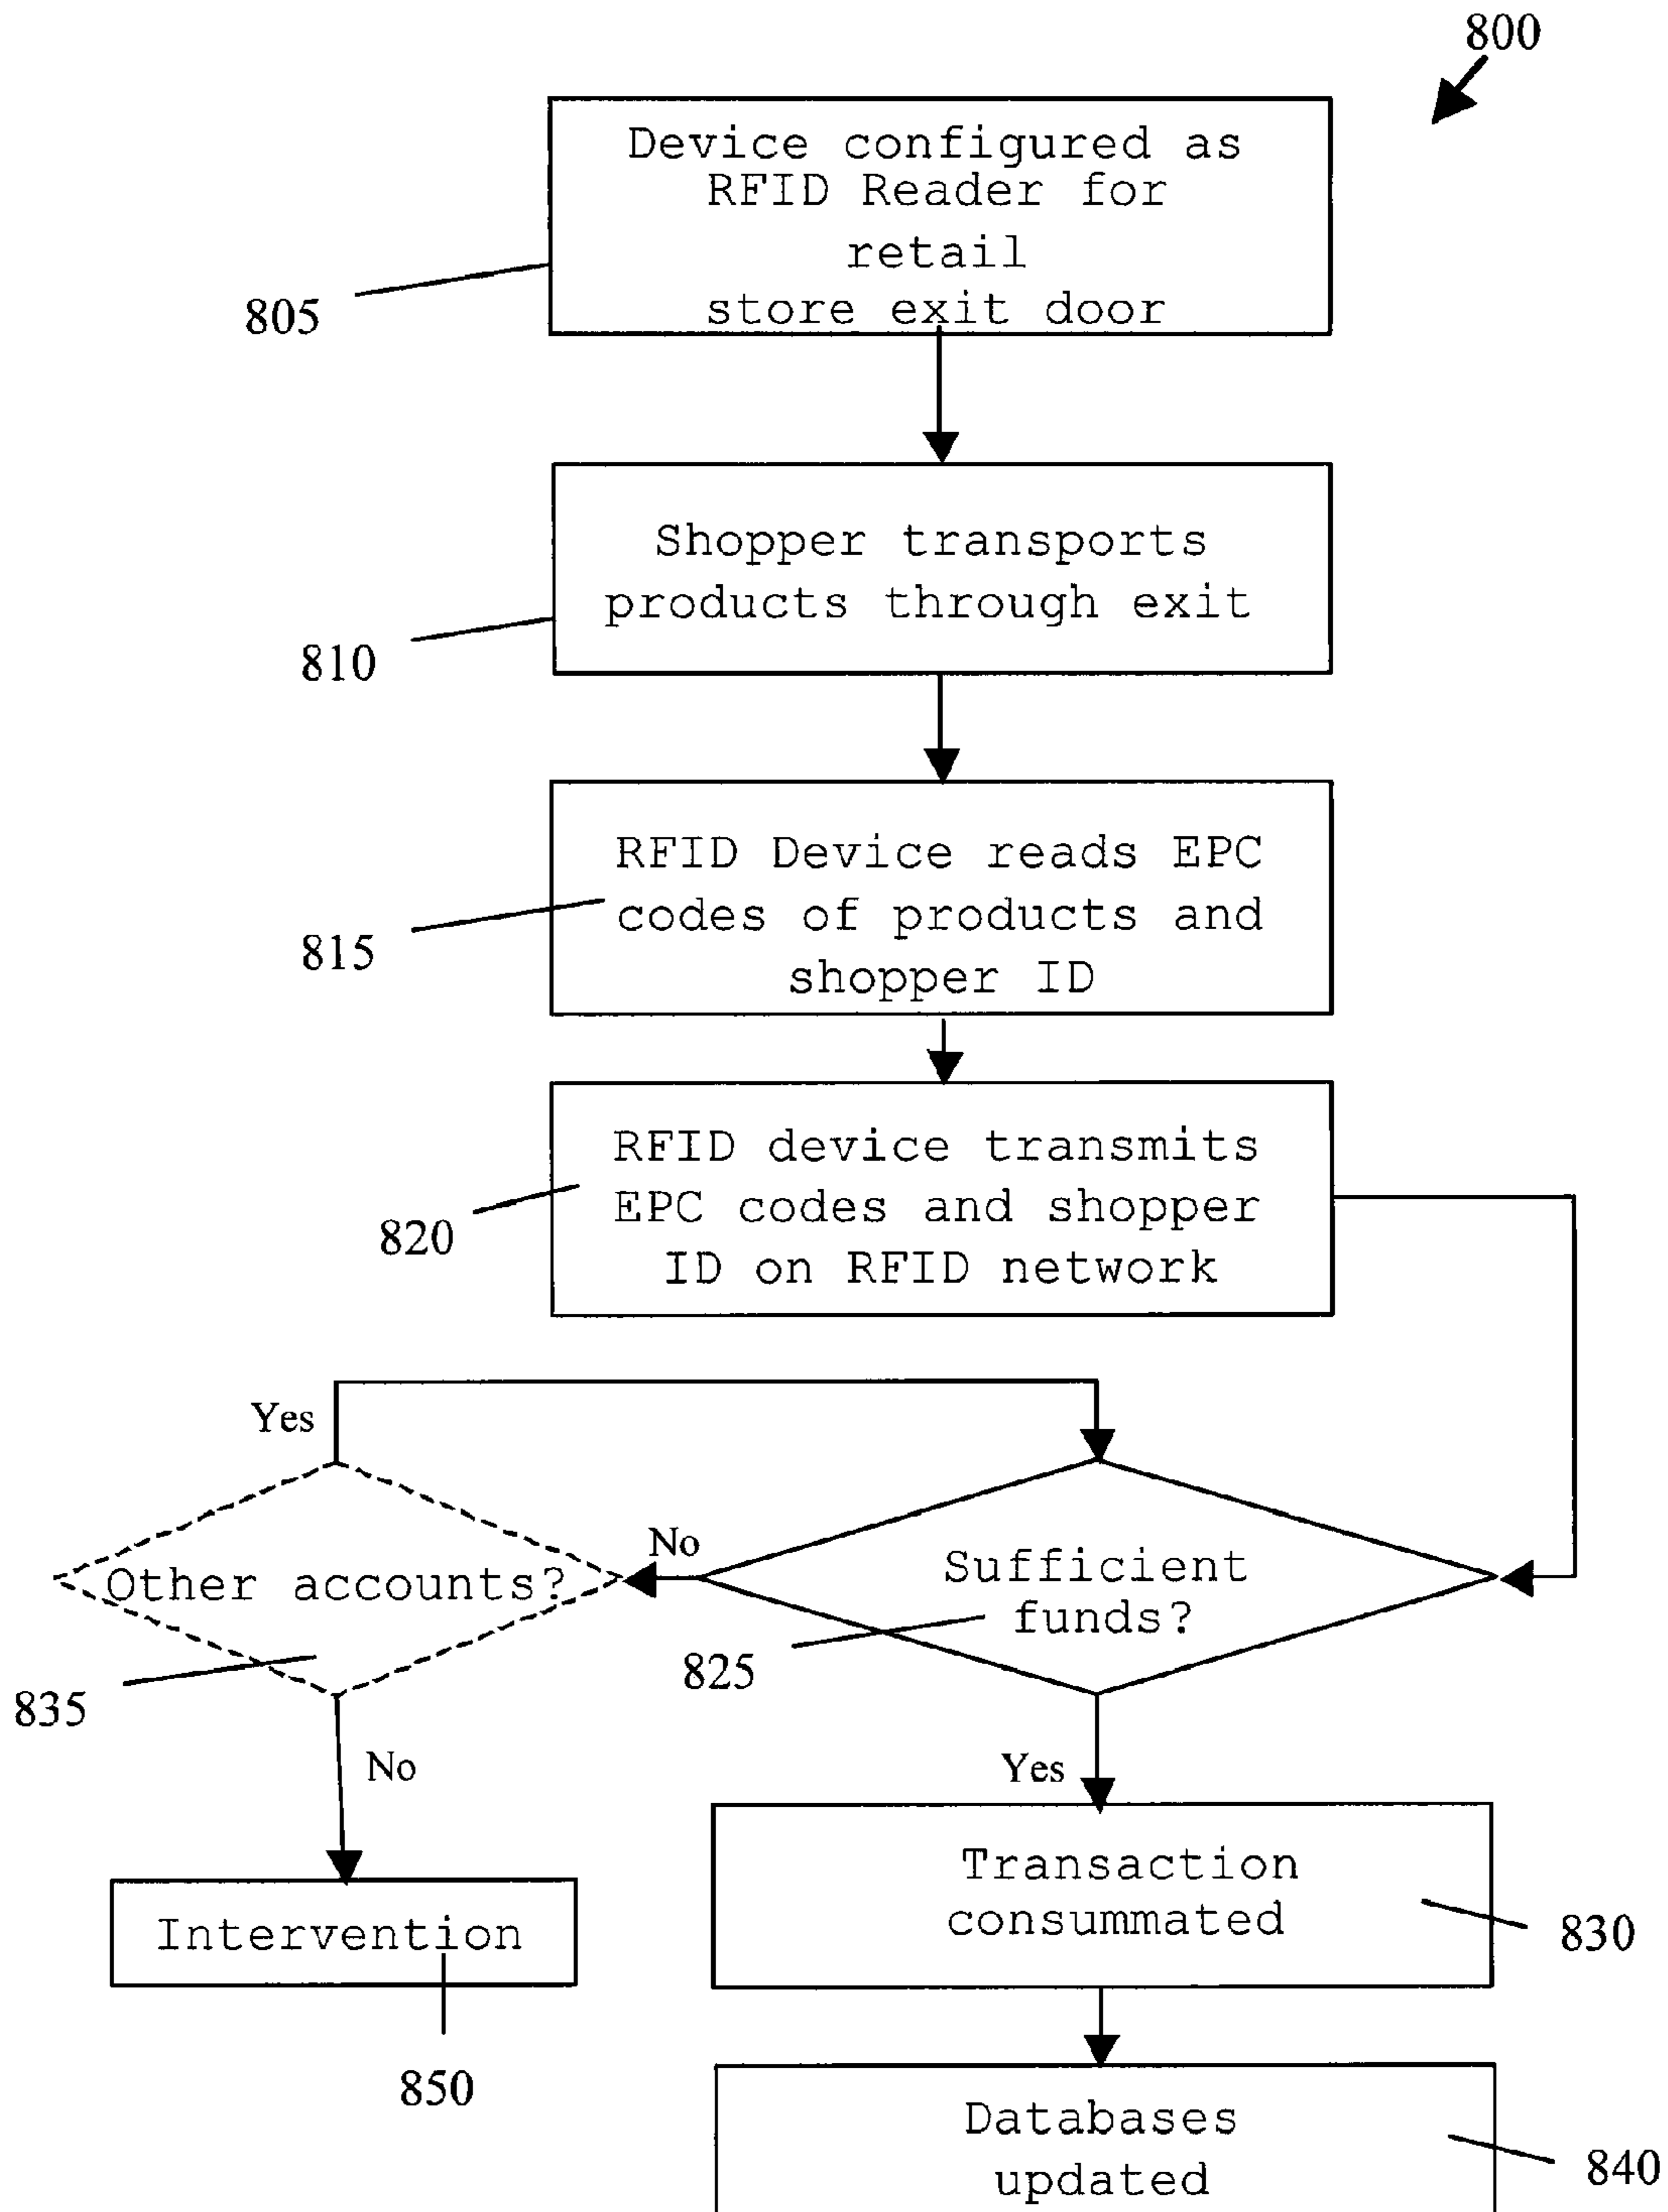 800
Device configured as
RFID Reader for
retail
store exit door
805
Shopper transports
products through exit
810
RFID Device reads EPC
codes of products and
shopper ID
815
RFID device transmits
EPC codes and shopper
ID on RFID network
820
Yes
No
Other accounts?
Sufficient
funds?
825
835
No
Yes
Transaction
consummated
830
Intervention
850
Databases
updated
840